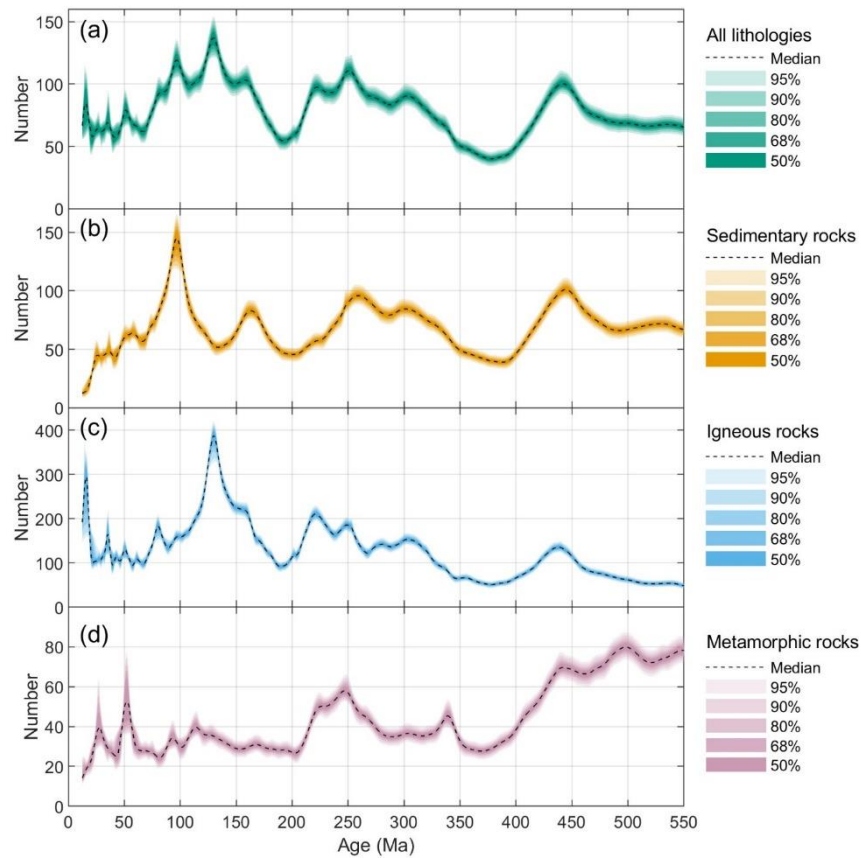 (a)
Number
150
100
50
0
All lithologies
Median
95%
90%
80%
68%
50%
(b)
Number
150
100
50
0
Sedimentary rocks
Median
95%
90%
80%
68%
50%
(c)
Number
400
300
200
100
0
Igneous rocks
Median
95%
90%
80%
68%
50%
(d)
Number
80
60
40
20
0
Metamorphic rocks
Median
95%
90%
80%
68%
50%
0 50 100 150 200 250 300 350 400 450 500 550
Age (Ma)